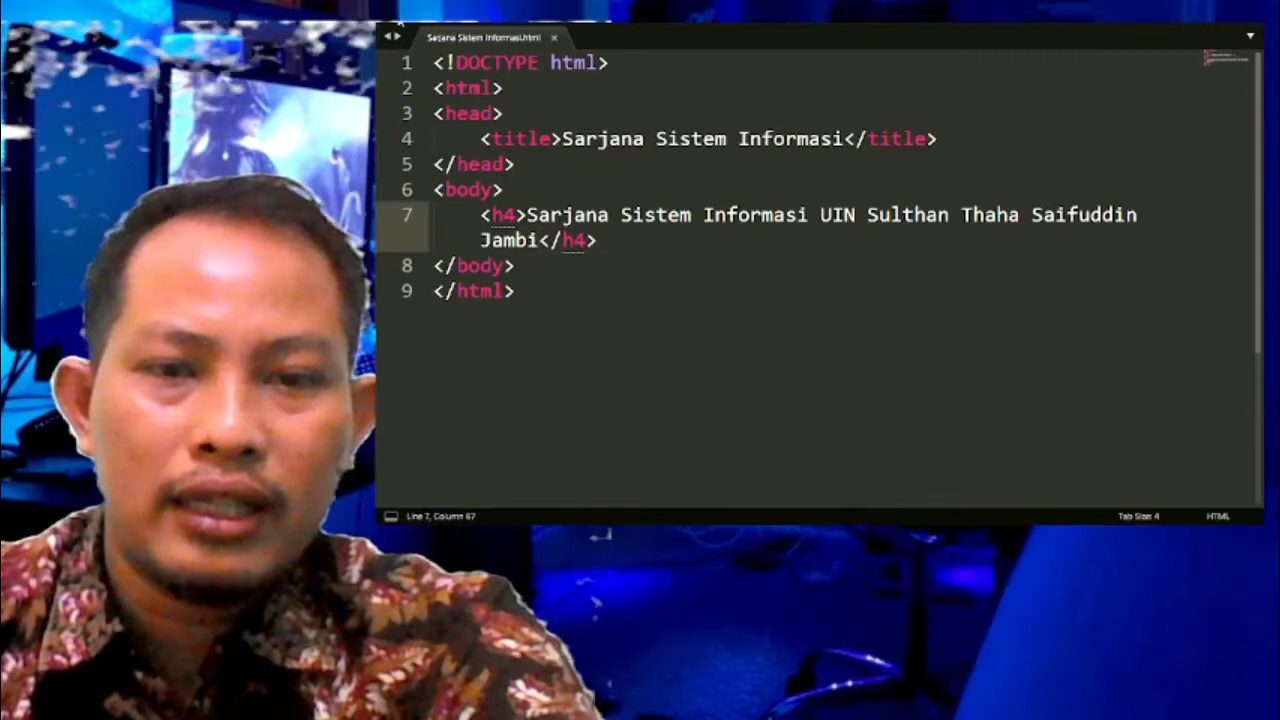 Sarjana Sistem Informasi.html ×
1 <!DOCTYPE html>
2 <html>
3 <head>
4 <title>Sarjana Sistem Informasi</title>
5 </head>
6 <body>
7 <h4>Sarjana Sistem Informasi UIN Sulthan Thaha Saifuddin
Jambi</h4>
8 </body>
9 </html>
Line 7, Column 67 Tab Size: 4 HTML